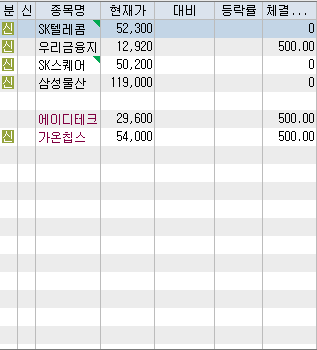 분 신 종목명 현재가 대비 등락률 체결...
신 SK텔레콤 52,300 0
신 우리금융지 12,920 500.00
신 SK스퀘어 50,200 0
신 삼성물산 119,000 0
에이디테크 29,600 500.00
신 가온칩스 54,000 500.00